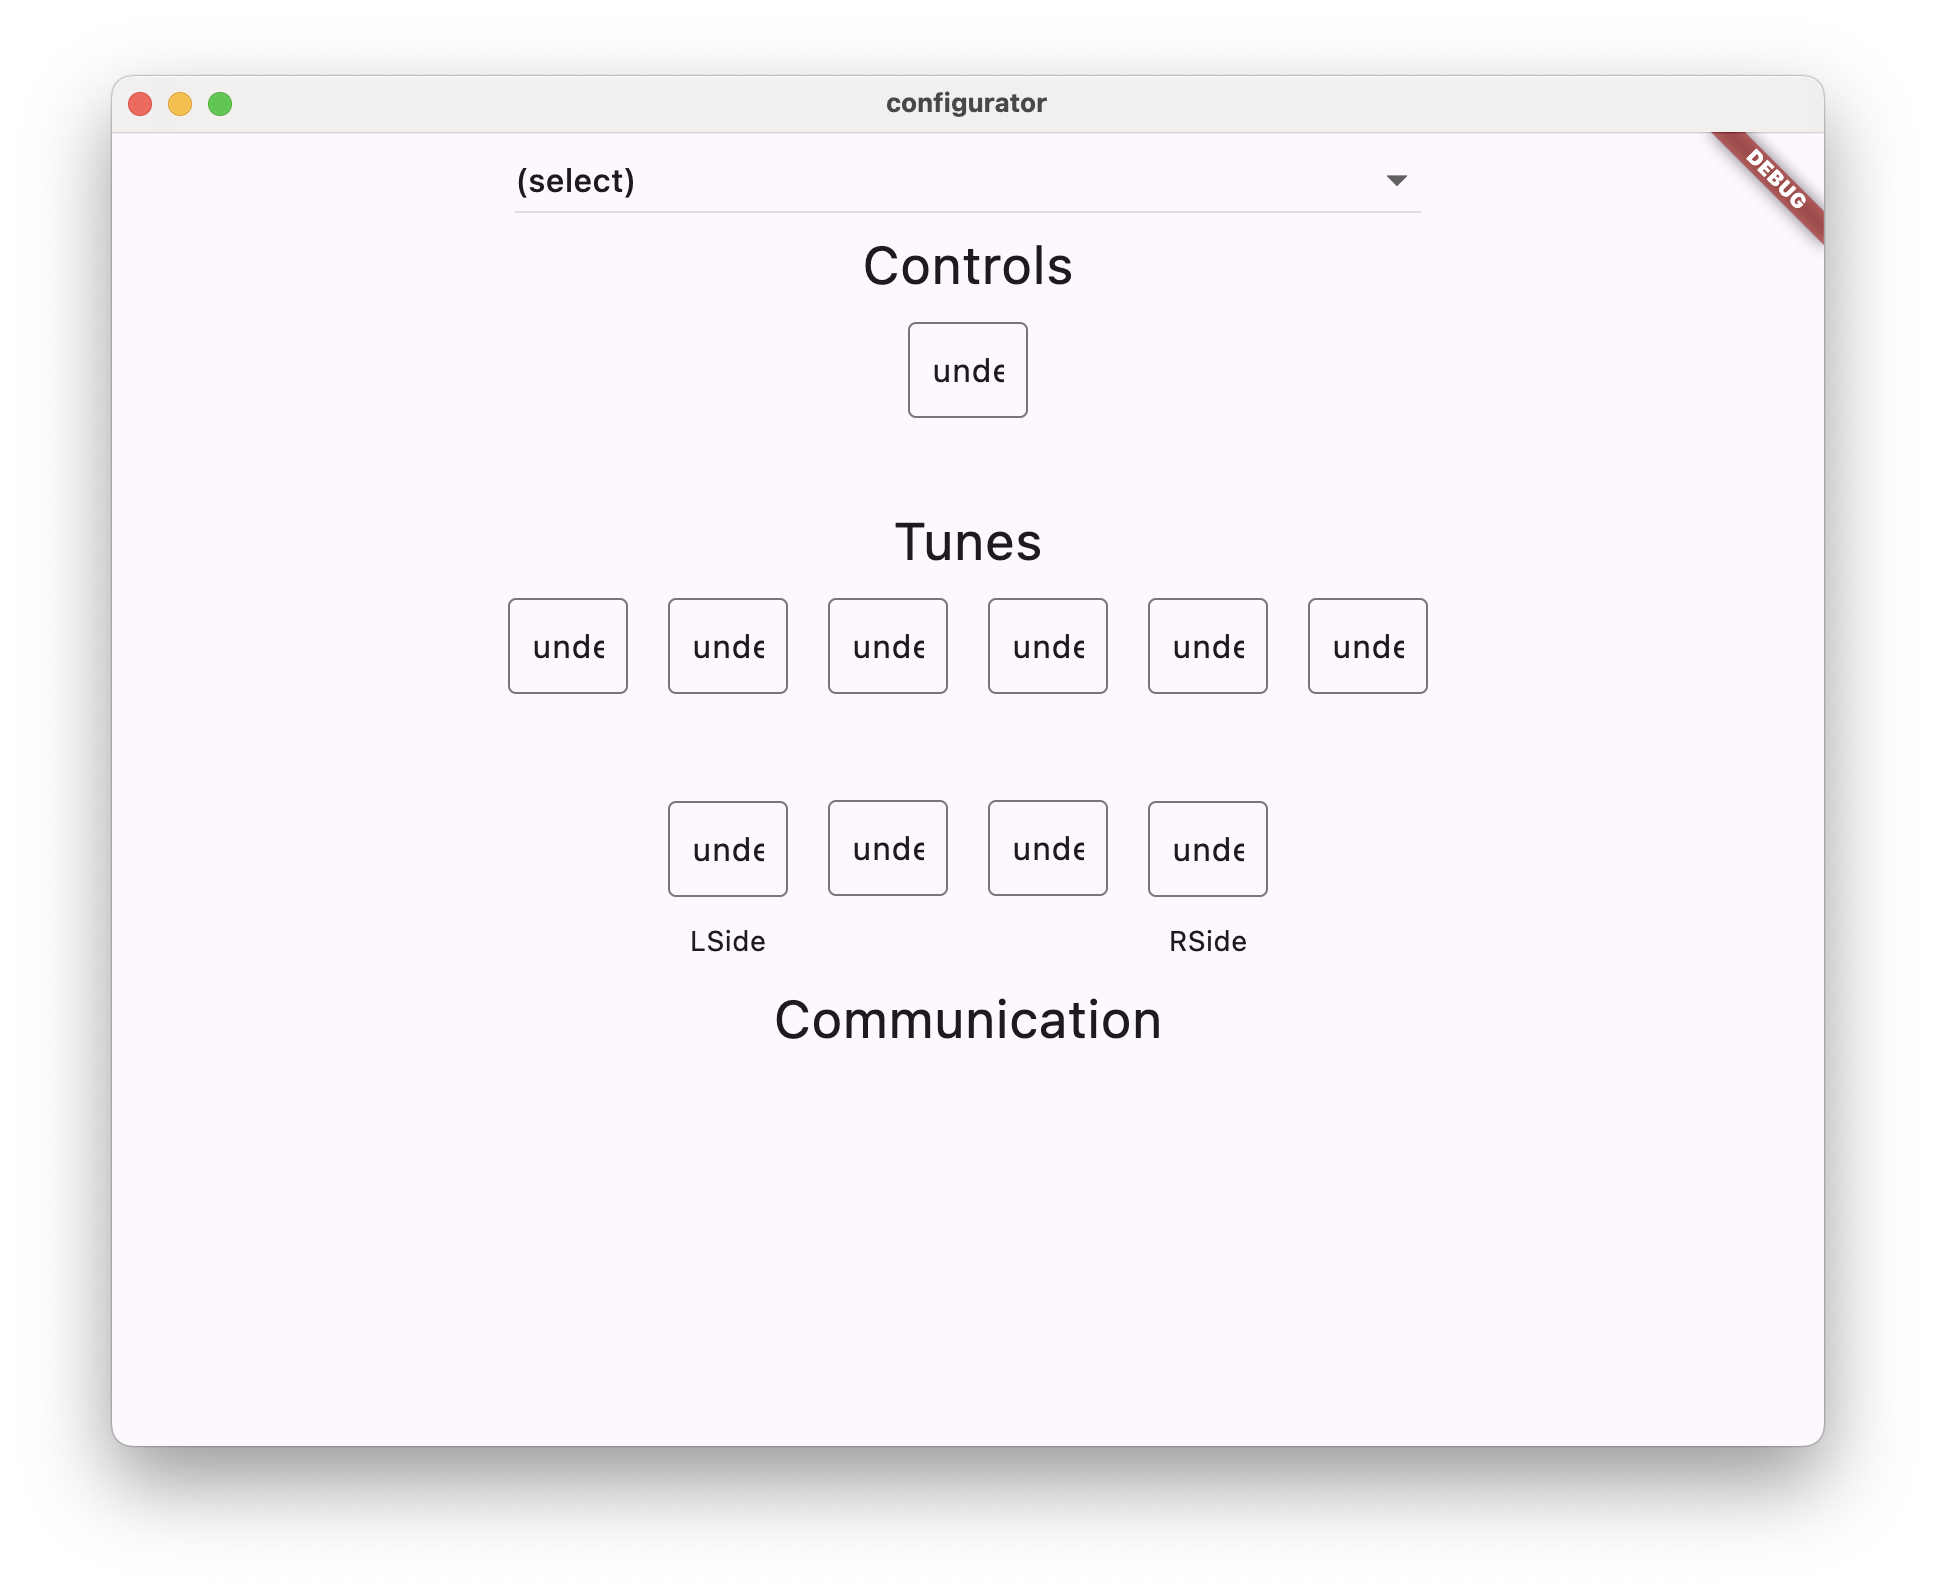 configurator
DEBUG
(select)
Controls
unde
Tunes
unde unde unde unde unde unde
unde unde unde unde
LSide RSide
Communication